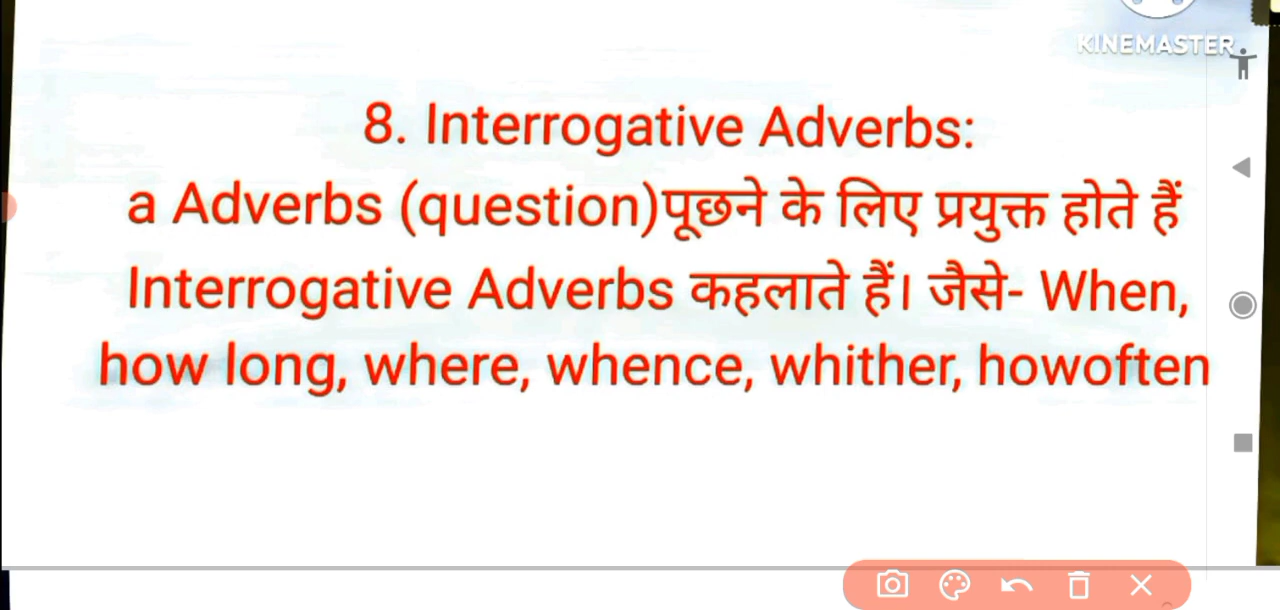 KINEMASTER
8. Interrogative Adverbs:
a Adverbs (question)पूछने के लिए प्रयुक्त होते हैं
Interrogative Adverbs कहलाते हैं। जैसे- When,
how long, where, whence, whither, howoften